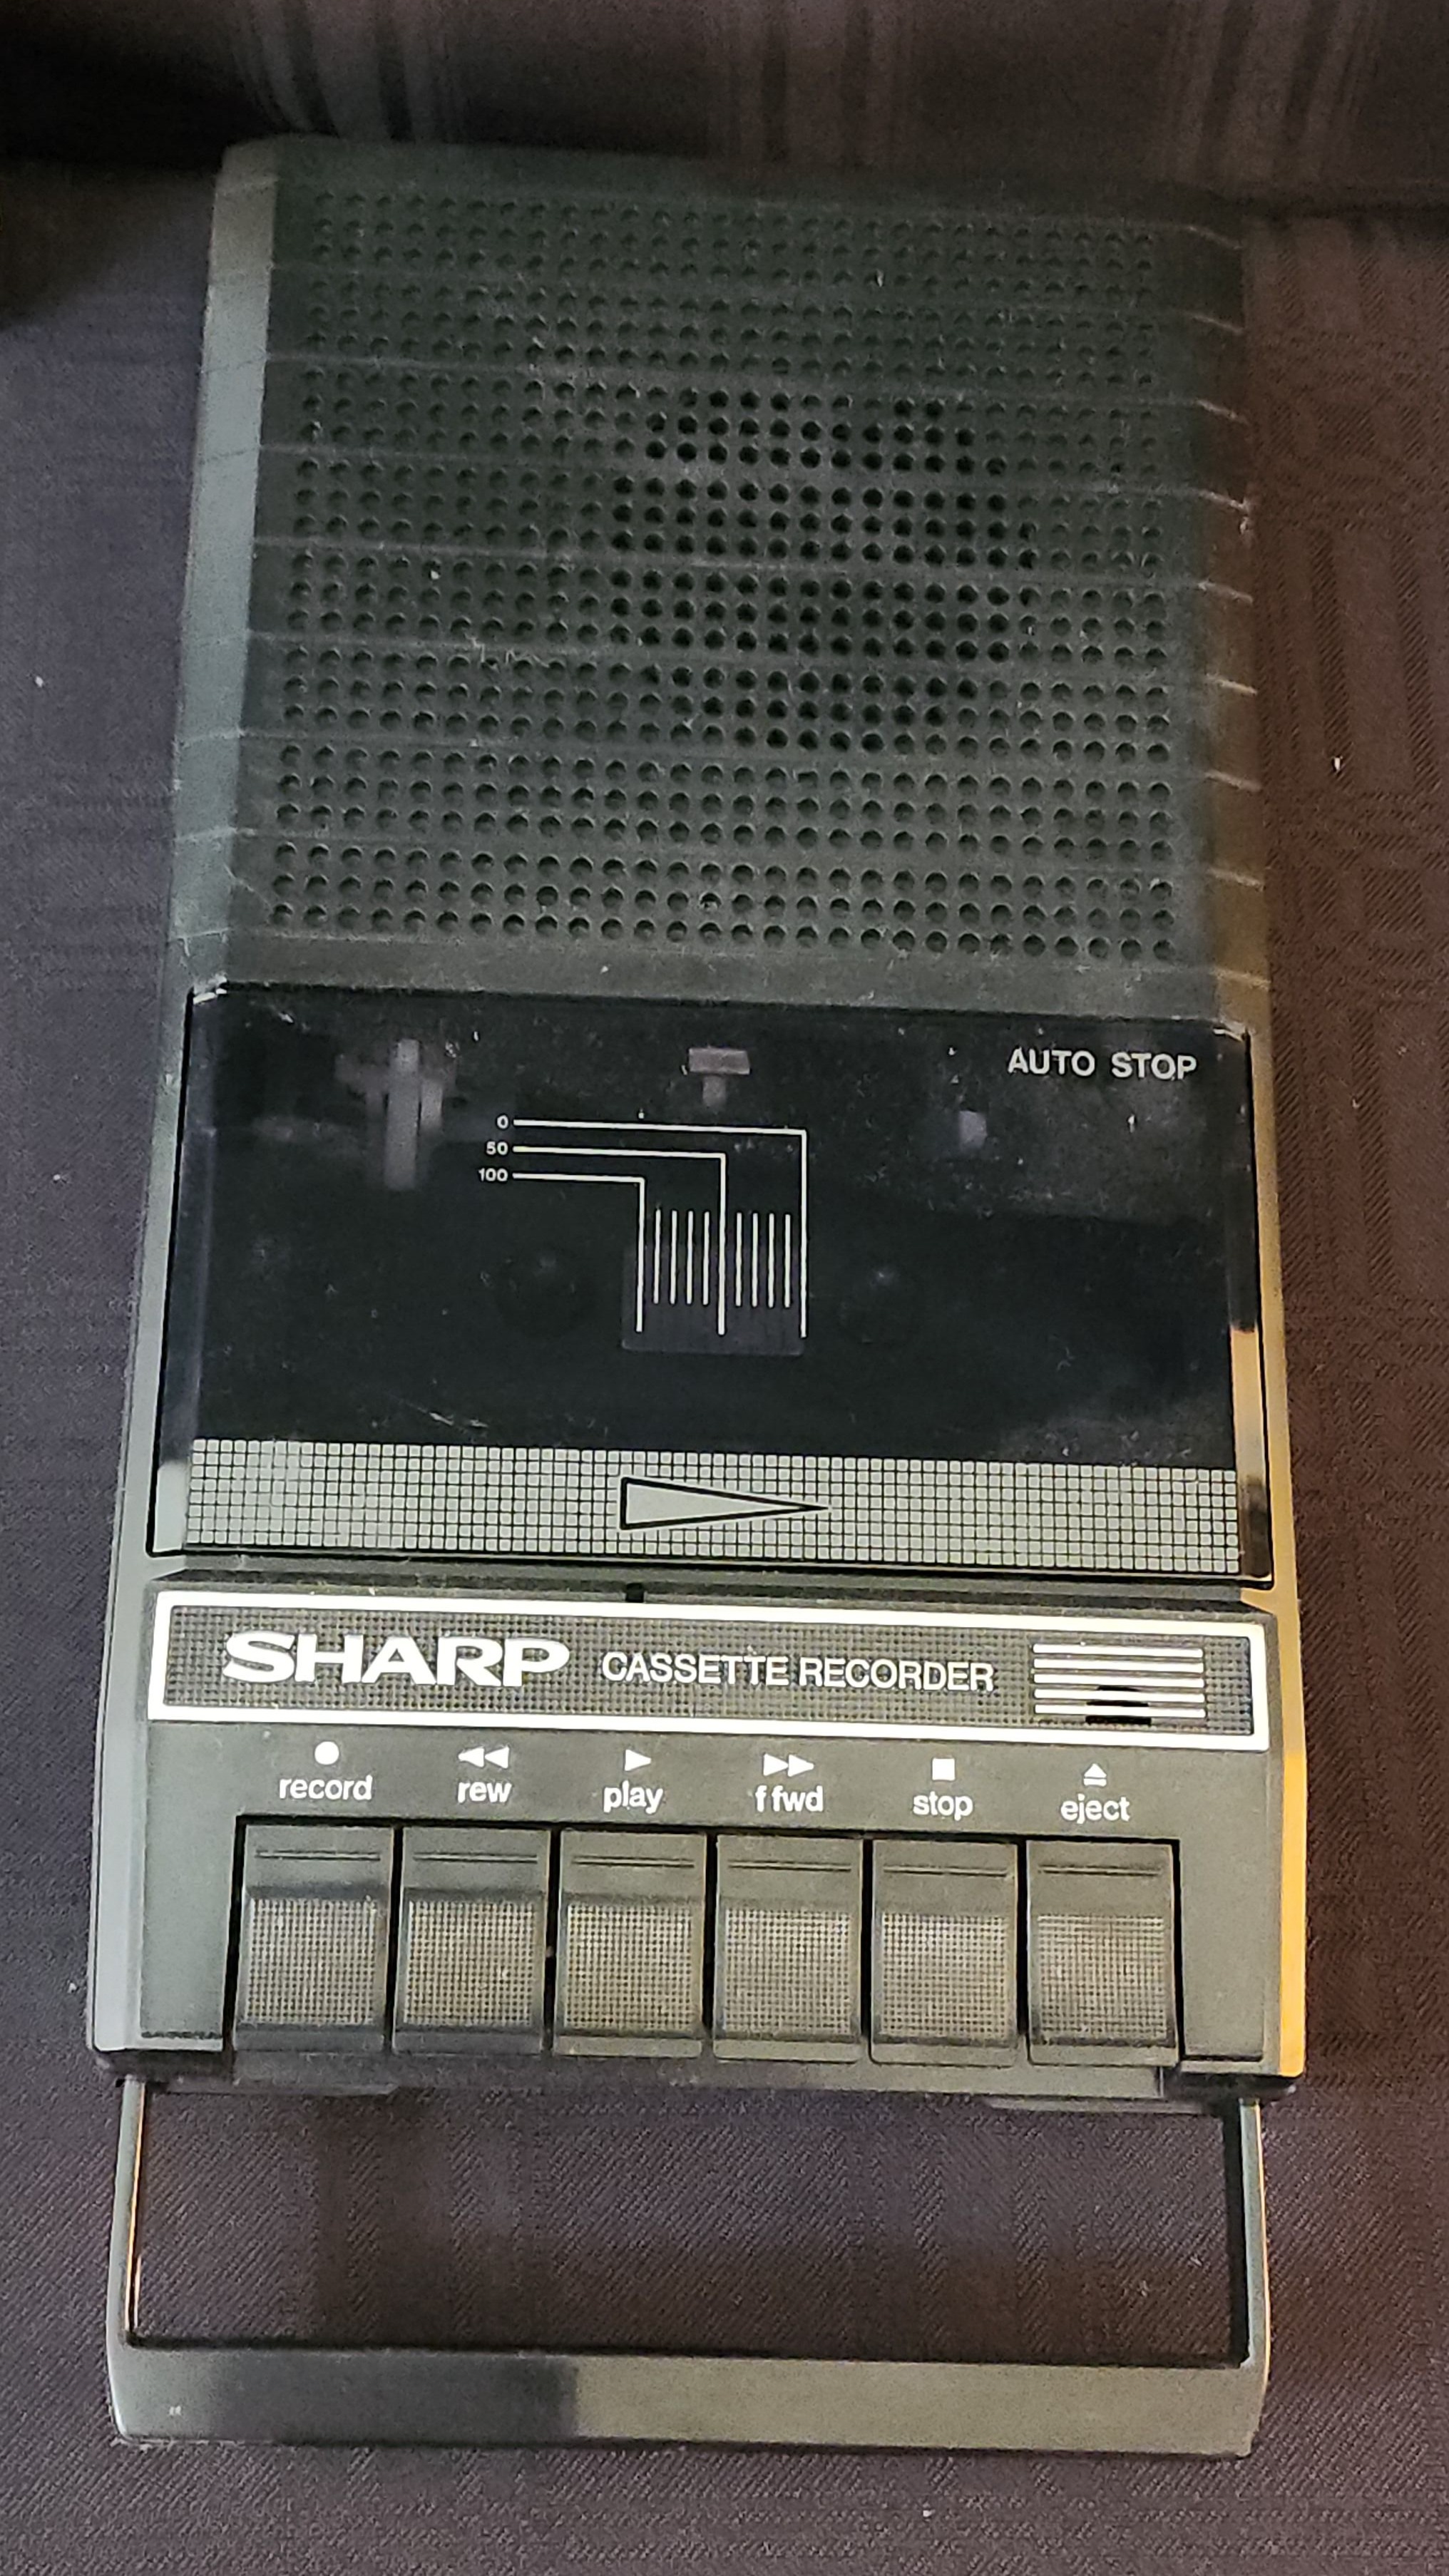 AUTO STOP
0
50
100
SHARP CASSETTE RECORDER
record rew play f fwd stop eject